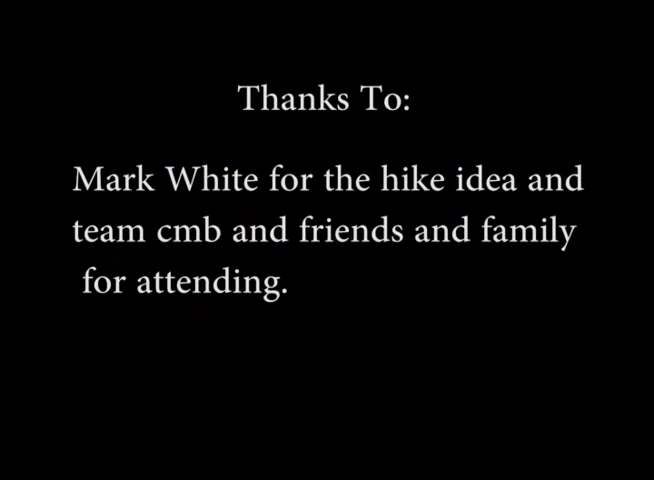 Thanks To:
Mark White for the hike idea and
team cmb and friends and family
for attending.